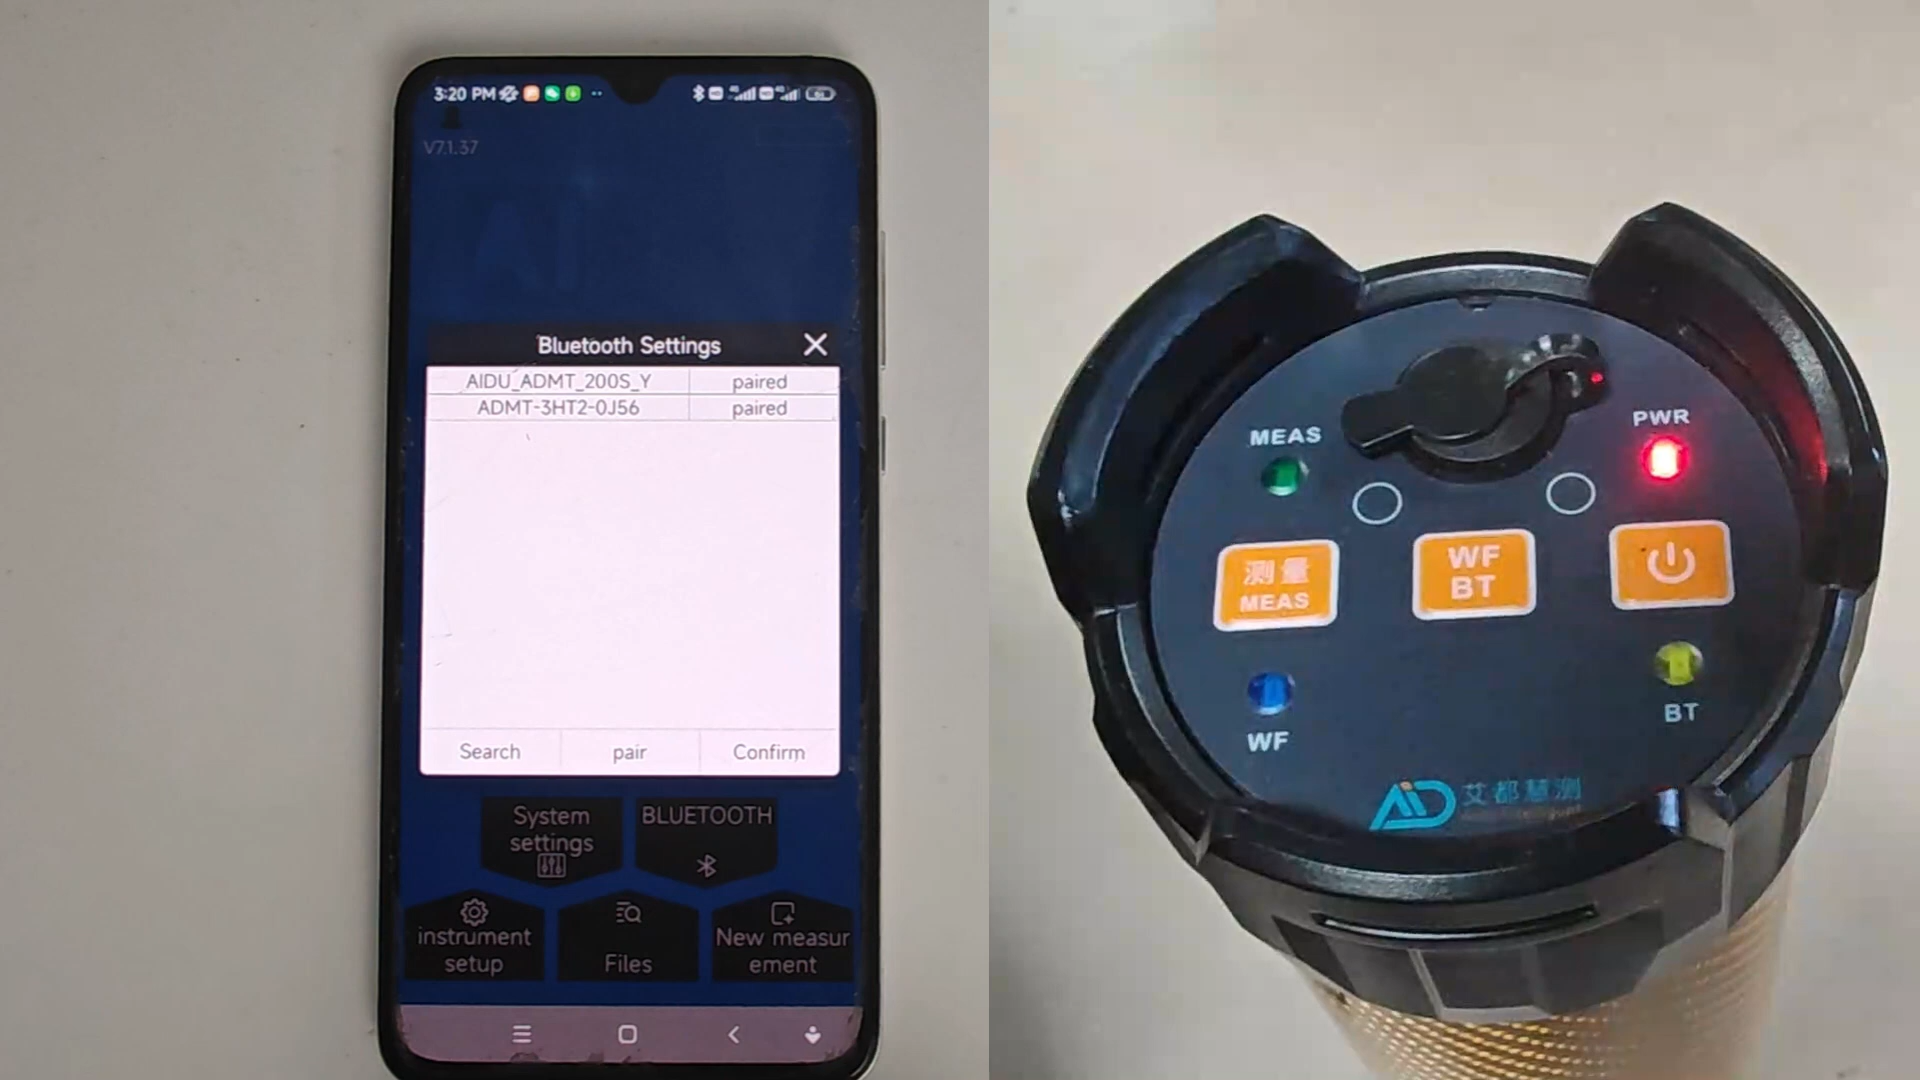 3:20 PM
V7.1.37
Bluetooth Settings
AIDU_ADMT_200S_Y paired
ADMT-3HT2-0J56 paired
Search pair Confirm
System
settings
BLUETOOTH
instrument
setup
Files
New measur
ement
MEAS
PWR
测量
MEAS
WF
BT
WF
BT
AiD 艾都慧测